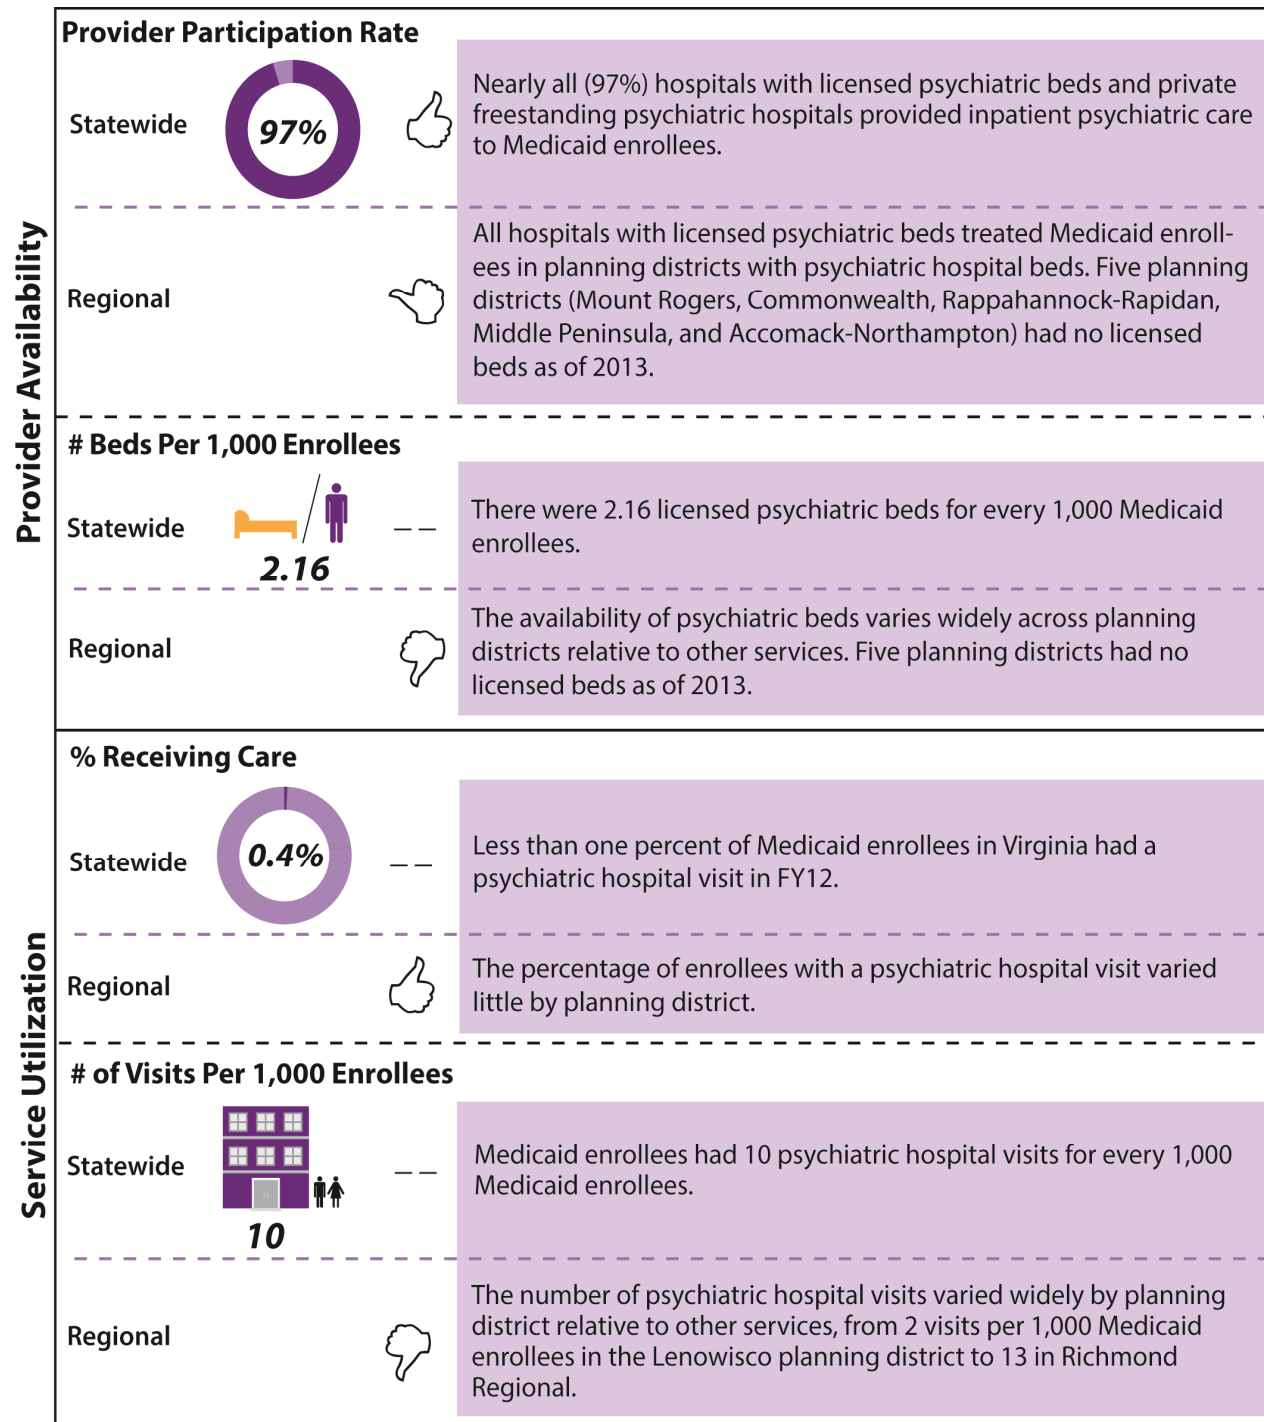 Provider Availability
Provider Participation Rate
Statewide
97%
Nearly all (97%) hospitals with licensed psychiatric beds and private
freestanding psychiatric hospitals provided inpatient psychiatric care
to Medicaid enrollees.
Regional
All hospitals with licensed psychiatric beds treated Medicaid enroll-
ees in planning districts with psychiatric hospital beds. Five planning
districts (Mount Rogers, Commonwealth, Rappahannock-Rapidan,
Middle Peninsula, and Accomack-Northampton) had no licensed
beds as of 2013.
# Beds Per 1,000 Enrollees
Statewide
2.16
– –
There were 2.16 licensed psychiatric beds for every 1,000 Medicaid
enrollees.
Regional
The availability of psychiatric beds varies widely across planning
districts relative to other services. Five planning districts had no
licensed beds as of 2013.
Service Utilization
% Receiving Care
Statewide
0.4%
– –
Less than one percent of Medicaid enrollees in Virginia had a
psychiatric hospital visit in FY12.
Regional
The percentage of enrollees with a psychiatric hospital visit varied
little by planning district.
# of Visits Per 1,000 Enrollees
Statewide
10
– –
Medicaid enrollees had 10 psychiatric hospital visits for every 1,000
Medicaid enrollees.
Regional
The number of psychiatric hospital visits varied widely by planning
district relative to other services, from 2 visits per 1,000 Medicaid
enrollees in the Lenowisco planning district to 13 in Richmond
Regional.